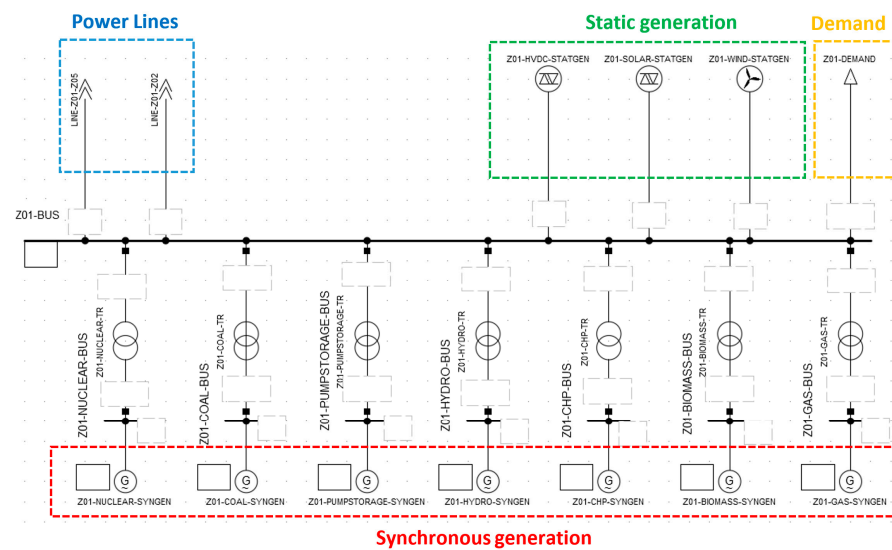 Power Lines
Static generation
Demand
Z01-HVDC-STATGEN
Z01-SOLAR-STATGEN
Z01-WIND-STATGEN
Z01-DEMAND
LINE-Z01-Z05
LINE-Z01-Z02
Z01-BUS
Z01-NUCLEAR-BUS
Z01-NUCLEAR-TR
Z01-COAL-BUS
Z01-COAL-TR
Z01-PUMPSTORAGE-BUS
Z01-PUMPSTORAGE-TR
Z01-HYDRO-BUS
Z01-HYDRO-TR
Z01-CHP-BUS
Z01-CHP-TR
Z01-BIOMASS-BUS
Z01-BIOMASS-TR
Z01-GAS-BUS
Z01-GAS-TR
G
G
G
G
G
G
G
Z01-NUCLEAR-SYNGEN
Z01-COAL-SYNGEN
Z01-PUMPSTORAGE-SYNGEN
Z01-HYDRO-SYNGEN
Z01-CHP-SYNGEN
Z01-BIOMASS-SYNGEN
Z01-GAS-SYNGEN
Synchronous generation